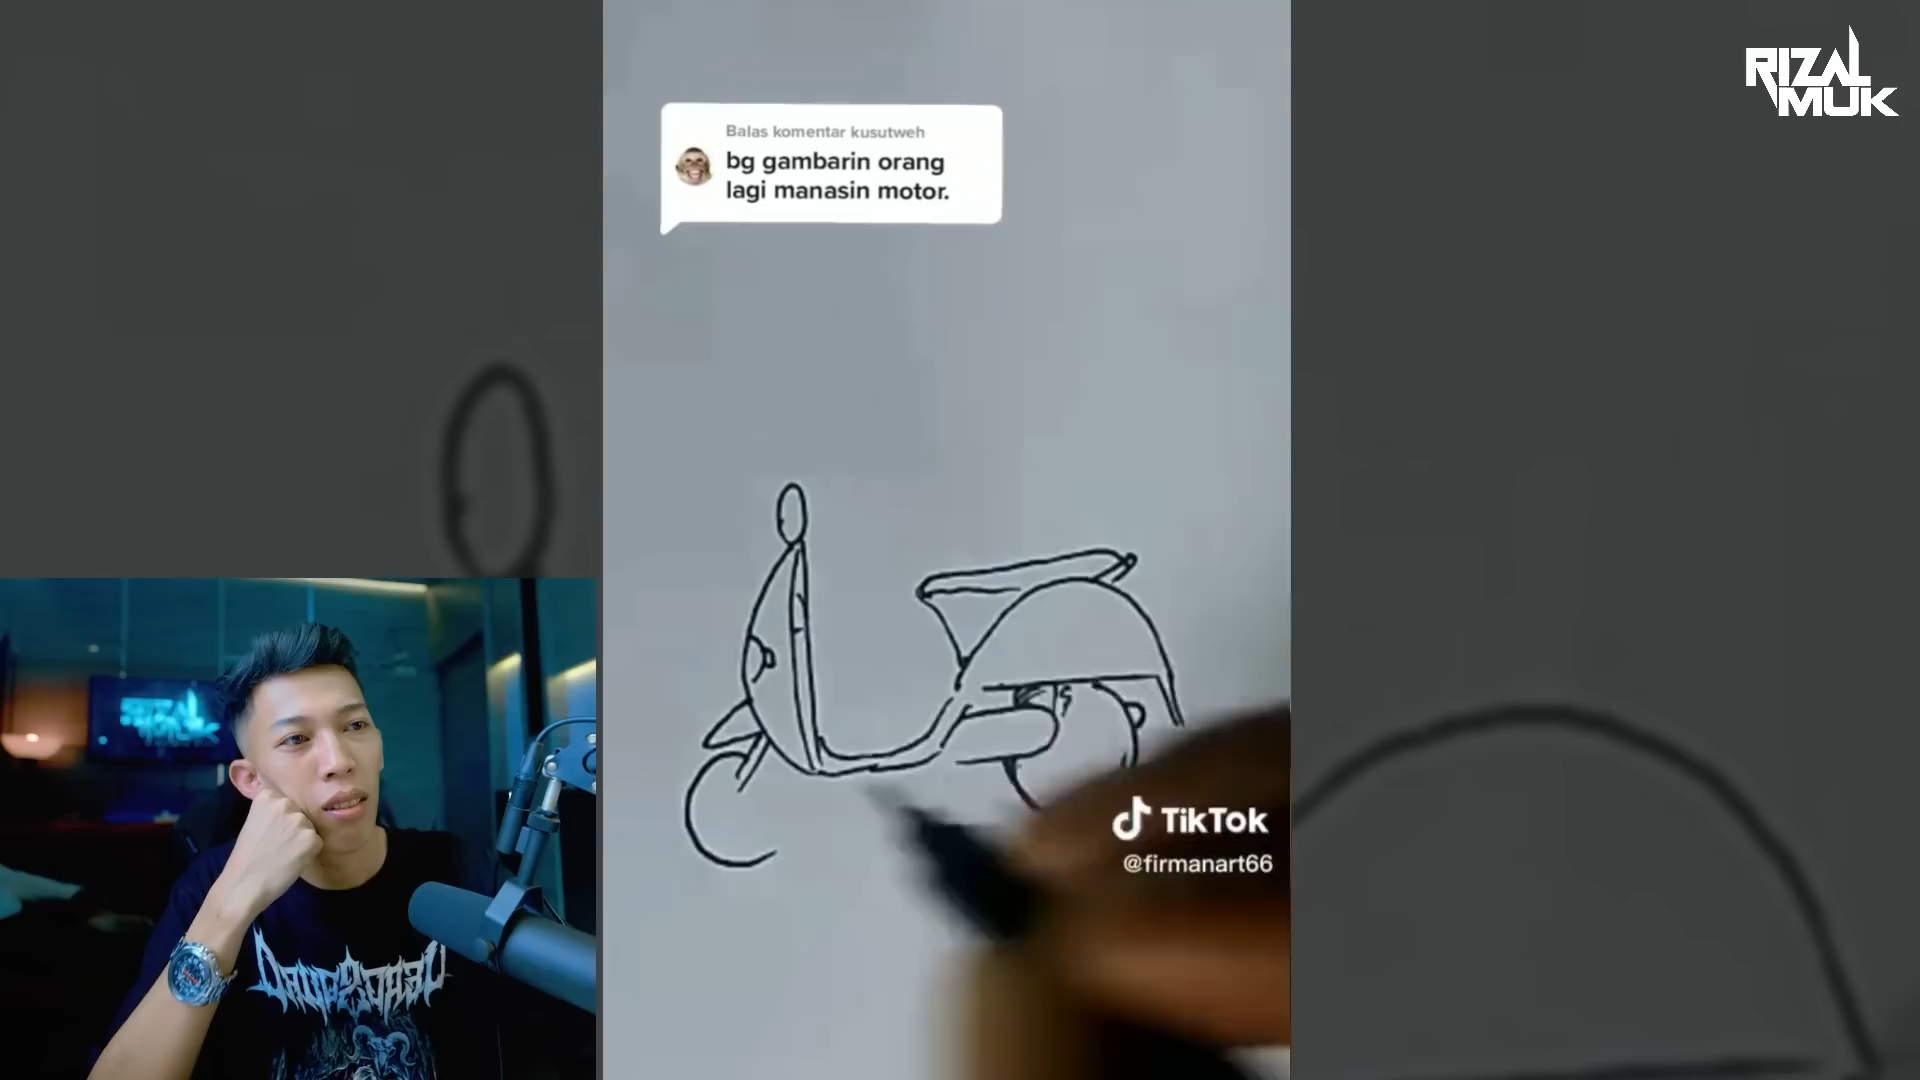 RIZAL
MUK
Balas komentar kusutweh
bg gambarin orang
lagi manasin motor.
TikTok
@firmanart66